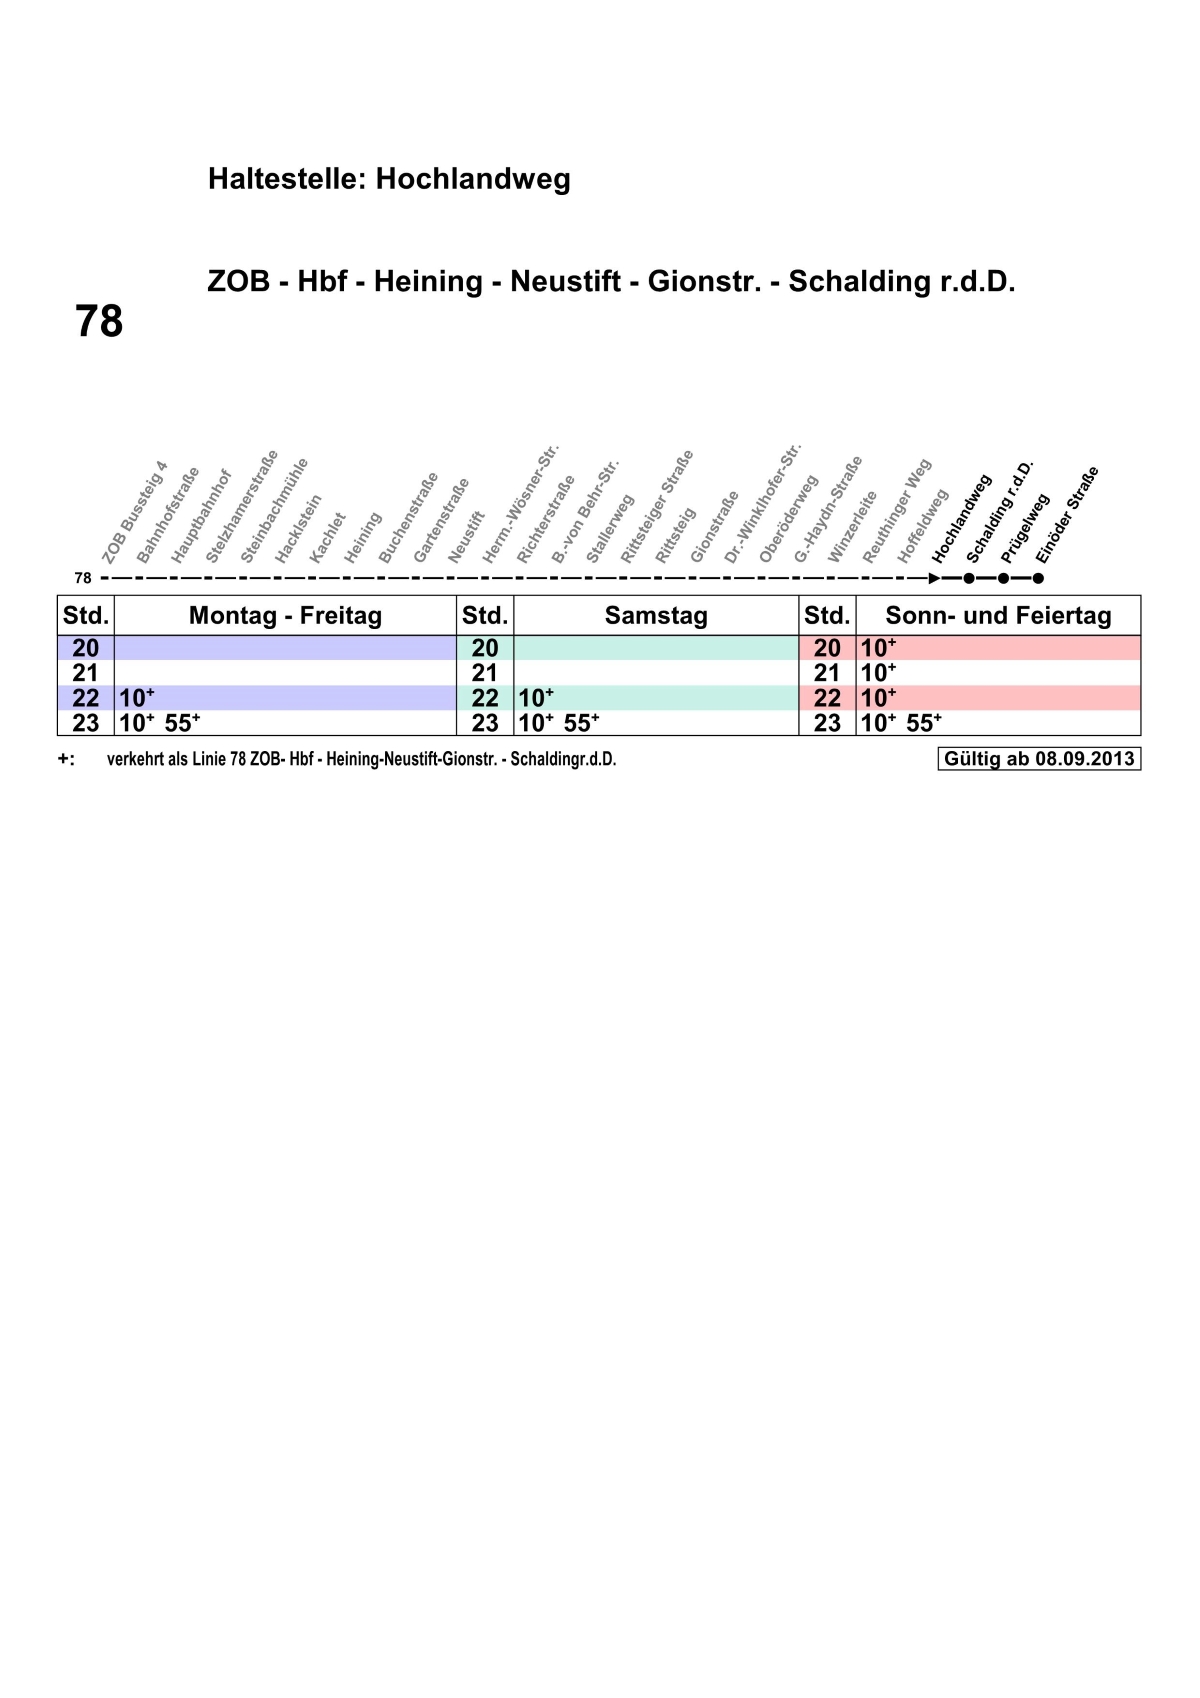 Haltestelle: Hochlandweg
ZOB - Hbf - Heining - Neustift - Gionstr. - Schalding r.d.D.
78
ZOB Bussteig 4
Bahnhofstraße
Hauptbahnhof
Stelzhamerstraße
Steinbachmühle
Hacklstein
Kachlet
Heining
Buchenstraße
Gartenstraße
Neustift
Herm.-Wösner-Str.
Richterstraße
B.-von Behr-Str.
Stallerweg
Rittsteiger Straße
Rittsteig
Gionstraße
Dr.-Winklhofer-Str.
Oberöderweg
G.-Haydn-Straße
Winzerleite
Reuthinger Weg
Hoffeldweg
Hochlandweg
Schalding r.d.D.
Prügelweg
Einöder Straße
78
Std. Montag - Freitag Std. Samstag Std. Sonn- und Feiertag
20 20 20 10+
21 21 21 10+
22 10+ 22 10+ 22 10+
23 10+ 55+ 23 10+ 55+ 23 10+ 55+
+: verkehrt als Linie 78 ZOB- Hbf - Heining-Neustift-Gionstr. - Schaldingr.d.D. Gültig ab 08.09.2013